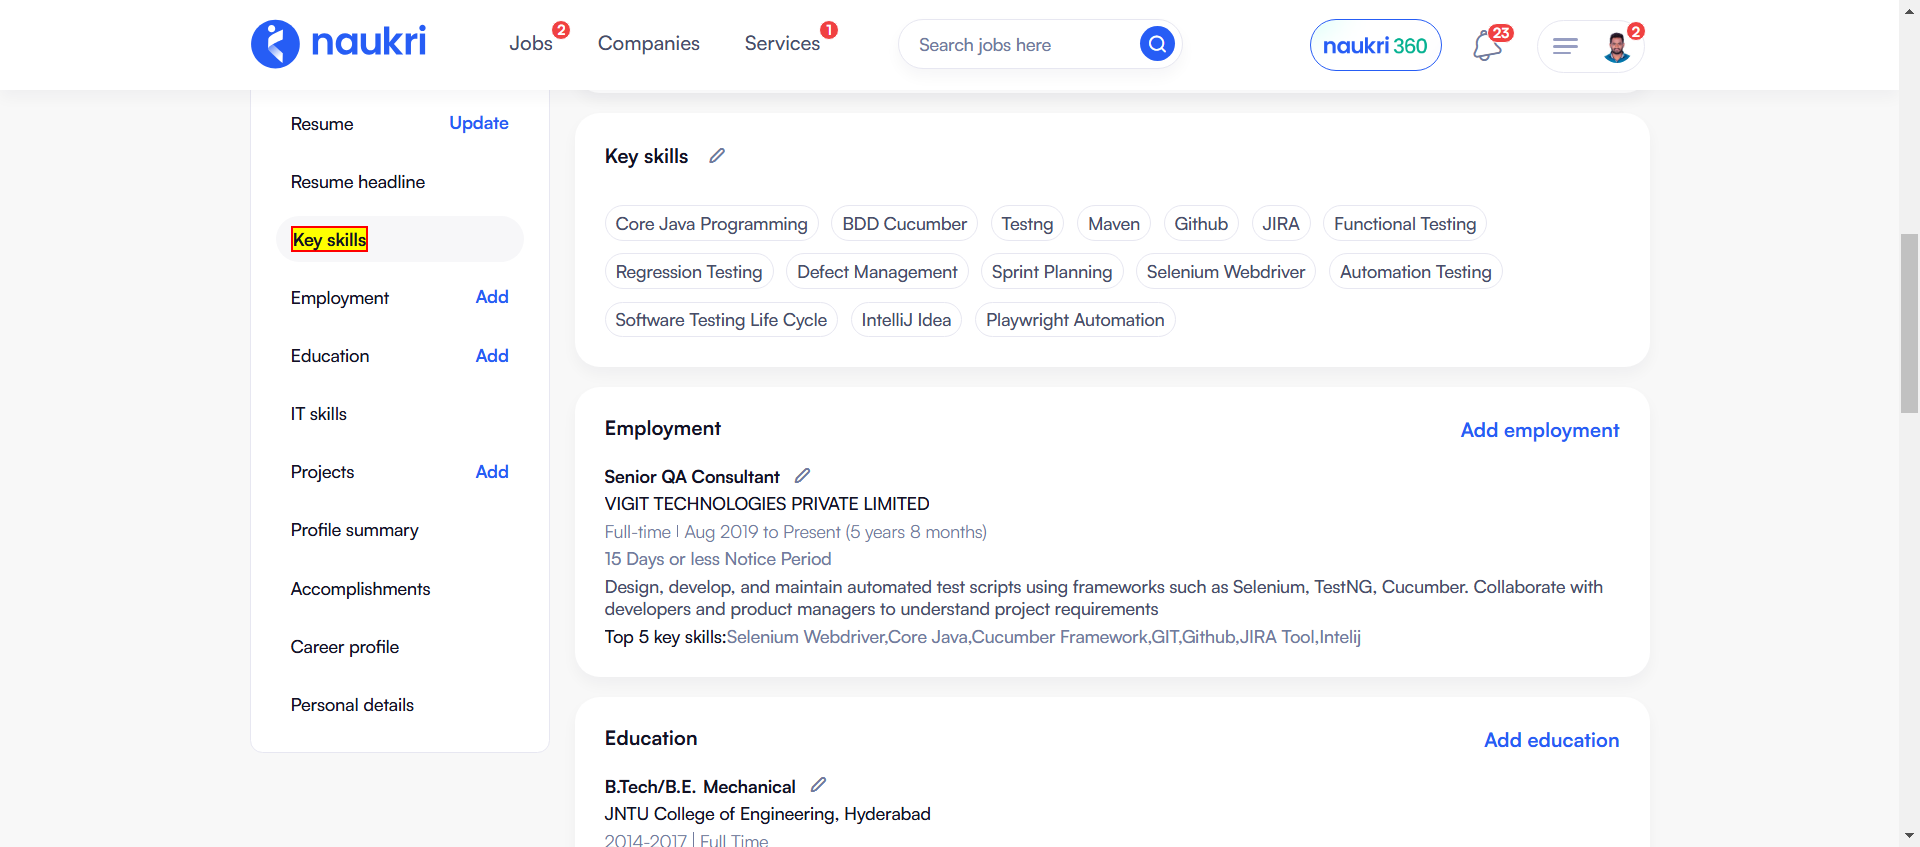 naukri
Jobs 2
Companies
Services 1
Search jobs here
naukri 360
23
2
Resume Update
Resume headline
Key skills
Employment Add
Education Add
IT skills
Projects Add
Profile summary
Accomplishments
Career profile
Personal details
Key skills
Core Java Programming BDD Cucumber Testng Maven Github JIRA Functional Testing
Regression Testing Defect Management Sprint Planning Selenium Webdriver Automation Testing
Software Testing Life Cycle IntelliJ Idea Playwright Automation
Employment Add employment
Senior QA Consultant
VIGIT TECHNOLOGIES PRIVATE LIMITED
Full-time | Aug 2019 to Present (5 years 8 months)
15 Days or less Notice Period
Design, develop, and maintain automated test scripts using frameworks such as Selenium, TestNG, Cucumber. Collaborate with
developers and product managers to understand project requirements
Top 5 key skills:Selenium Webdriver,Core Java,Cucumber Framework,GIT,Github,JIRA Tool,Intelij
Education Add education
B.Tech/B.E. Mechanical
JNTU College of Engineering, Hyderabad
2014-2017 | Full Time